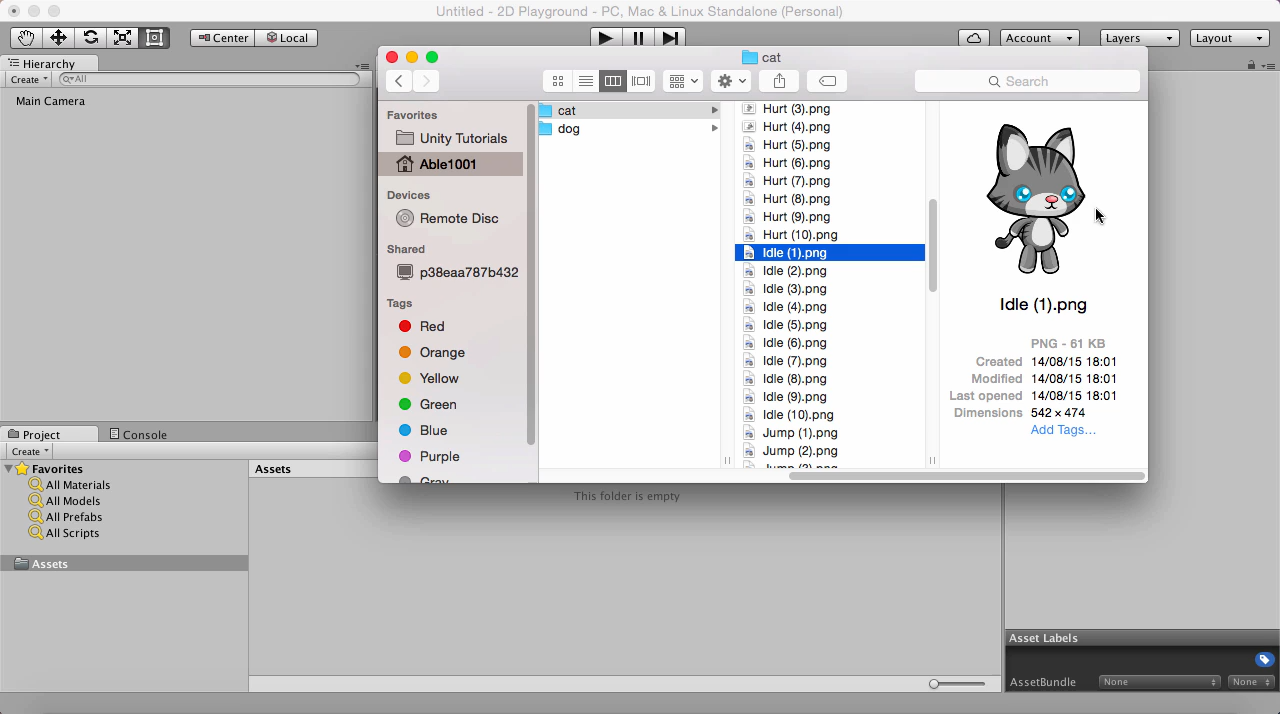 Untitled - 2D Playground - PC, Mac & Linux Standalone (Personal)
Center
Local
Account
Layers
Layout
Hierarchy
Create
All
Main Camera
cat
Search
Favorites
Unity Tutorials
Able1001
Devices
Remote Disc
Shared
p38eaa787b432
Tags
Red
Orange
Yellow
Green
Blue
Purple
Gray
cat
dog
Hurt (3).png
Hurt (4).png
Hurt (5).png
Hurt (6).png
Hurt (7).png
Hurt (8).png
Hurt (9).png
Hurt (10).png
Idle (1).png
Idle (2).png
Idle (3).png
Idle (4).png
Idle (5).png
Idle (6).png
Idle (7).png
Idle (8).png
Idle (9).png
Idle (10).png
Jump (1).png
Jump (2).png
Jump (3).png
Idle (1).png
PNG - 61 KB
Created 14/08/15 18:01
Modified 14/08/15 18:01
Last opened 14/08/15 18:01
Dimensions 542 × 474
Add Tags...
Project
Console
Create
Favorites
All Materials
All Models
All Prefabs
All Scripts
Assets
Assets
This folder is empty
Asset Labels
AssetBundle None None